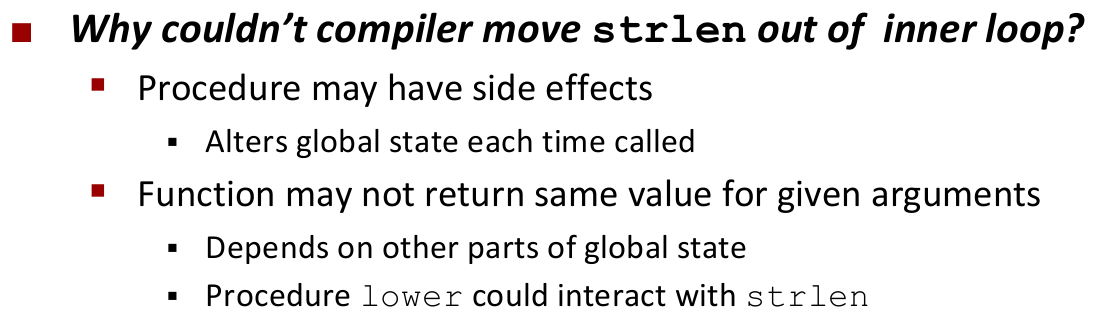 Why couldn’t compiler move strlen out of inner loop?
Procedure may have side effects
Alters global state each time called
Function may not return same value for given arguments
Depends on other parts of global state
Procedure lower could interact with strlen